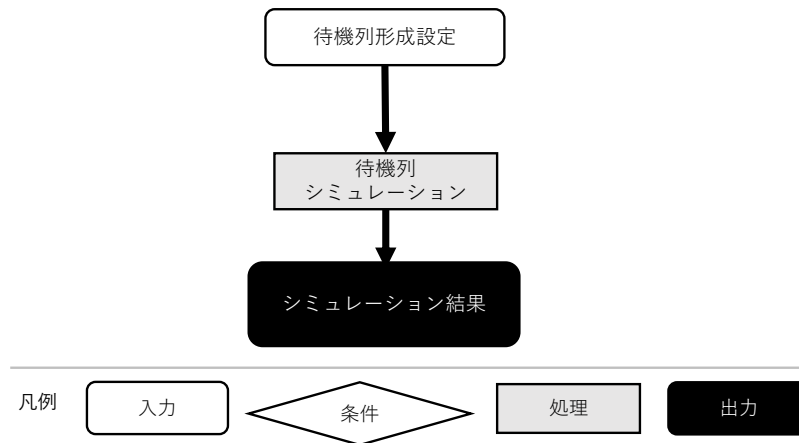 待機列形成設定
待機列
シミュレーション
シミュレーション結果
凡例
入力
条件
処理
出力